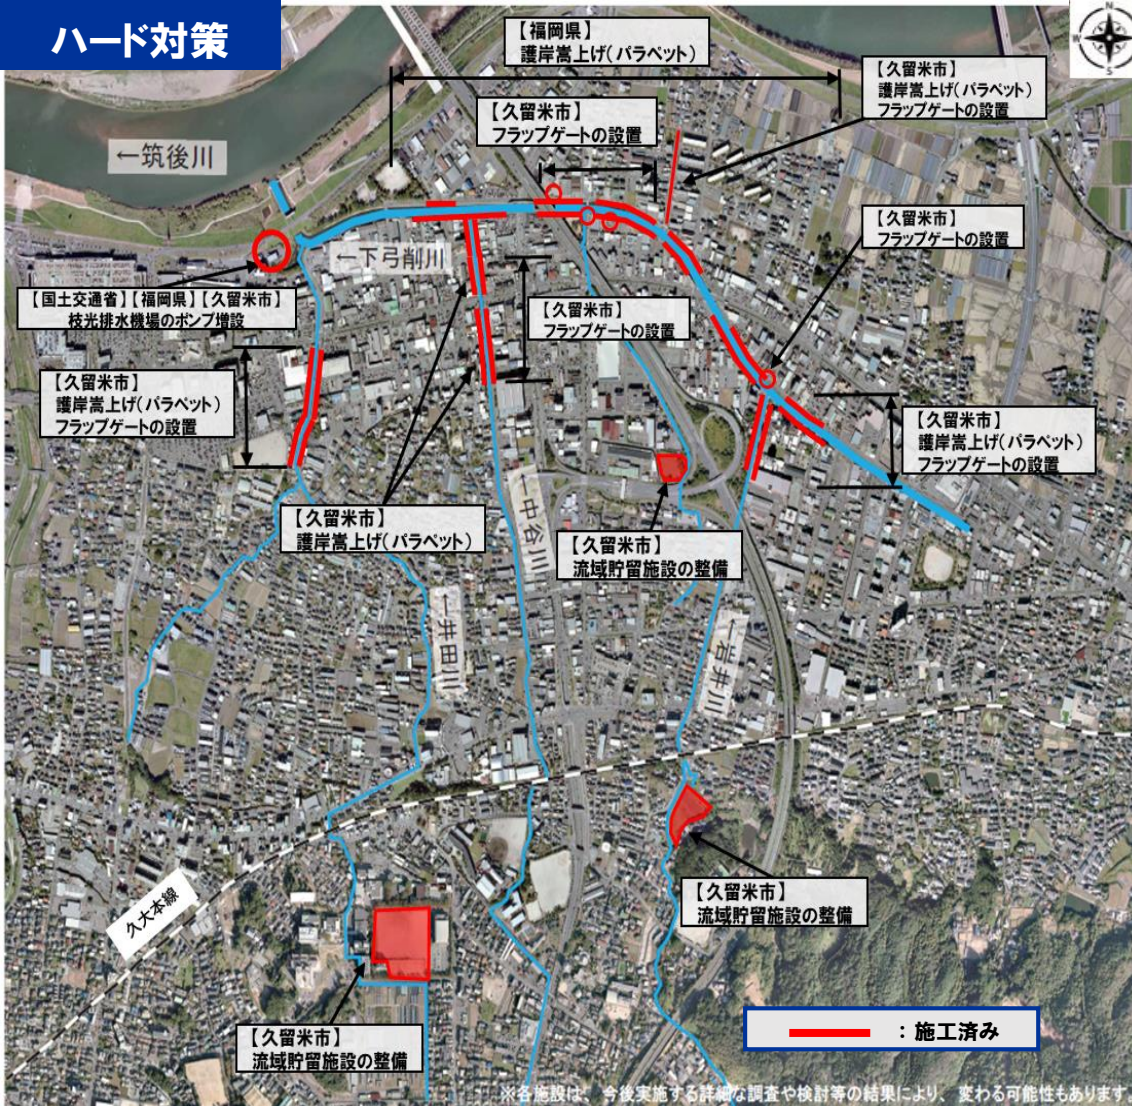 ハード対策
【福岡県】
護岸嵩上げ(パラペット)
N
W
E
S
【久留米市】
護岸嵩上げ(パラペット)
フラップゲートの設置
【久留米市】
フラップゲートの設置
←筑後川
【久留米市】
フラップゲートの設置
←下弓削川
【国土交通省】【福岡県】【久留米市】
枝光排水機場のポンプ増設
【久留米市】
フラップゲートの設置
【久留米市】
護岸嵩上げ(パラペット)
フラップゲートの設置
【久留米市】
護岸嵩上げ(パラペット)
フラップゲートの設置
【久留米市】
護岸嵩上げ(パラペット)
←中谷川
【久留米市】
流域貯留施設の整備
←井田川
←岩井川
久大本線
【久留米市】
流域貯留施設の整備
【久留米市】
流域貯留施設の整備
：施工済み
※各施設は、今後実施する詳細な調査や検討等の結果により、変わる可能性もあります。